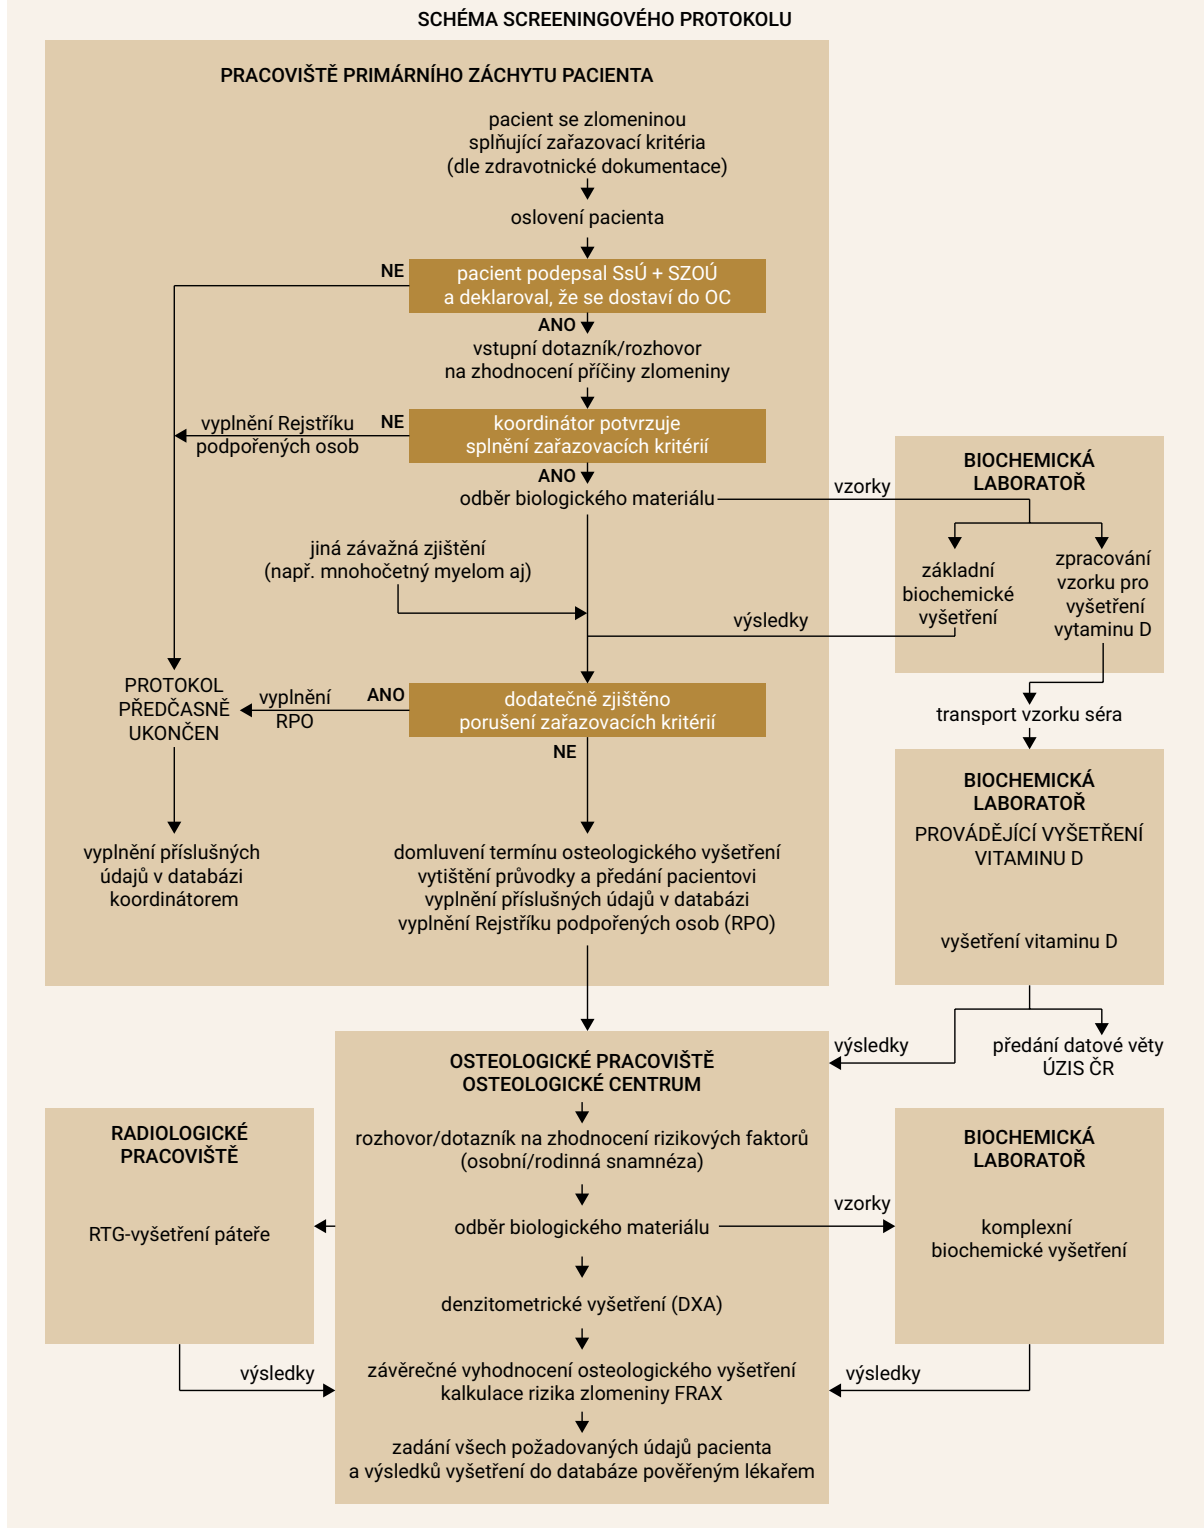 SCHÉMA SCREENINGOVÉHO PROTOKOLU
PRACOVIŠTĚ PRIMÁRNÍHO ZÁCHYTU PACIENTA
pacient se zlomeninou
splňující zařazovací kritéria
(dle zdravotnické dokumentace)
oslovení pacienta
NE
pacient podepsal SsÚ + SZOÚ
a deklaroval, že se dostaví do OC
ANO
vstupní dotazník/rozhovor
na zhodnocení příčiny zlomeniny
vyplnění Rejstříku
podpořených osob
NE
koordinátor potvrzuje
splnění zařazovacích kritérií
ANO
odběr biologického materiálu
vzorky
BIOCHEMICKÁ
LABORATOŘ
základní
biochemické
vyšetření
zpracování
vzorku pro
vyšetření
vytaminu D
jiná závažná zjištění
(např. mnohočetný myelom aj)
výsledky
PROTOKOL
PŘEDČASNĚ
UKONČEN
vyplnění
RPO
ANO
dodatečně zjištěno
porušení zařazovacích kritérií
NE
transport vzorku séra
BIOCHEMICKÁ
LABORATOŘ
PROVÁDĚJÍCÍ VYŠETŘENÍ
VITAMINU D
vyšetření vitaminu D
vyplnění příslušných
údajů v databázi
koordinátorem
domluvení termínu osteologického vyšetření
vytištění průvodky a předání pacientovi
vyplnění příslušných údajů v databázi
vyplnění Rejstříku podpořených osob (RPO)
výsledky
předání datové věty
ÚZIS ČR
OSTEOLOGICKÉ PRACOVIŠTĚ
OSTEOLOGICKÉ CENTRUM
rozhovor/dotazník na zhodnocení rizikových faktorů
(osobní/rodinná snamnéza)
RADIOLOGICKÉ
PRACOVIŠTĚ
RTG-vyšetření páteře
odběr biologického materiálu
vzorky
BIOCHEMICKÁ
LABORATOŘ
komplexní
biochemické vyšetření
denzitometrické vyšetření (DXA)
výsledky
závěrečné vyhodnocení osteologického vyšetření
kalkulace rizika zlomeniny FRAX
výsledky
zadání všech požadovaných údajů pacienta
a výsledků vyšetření do databáze pověřeným lékařem